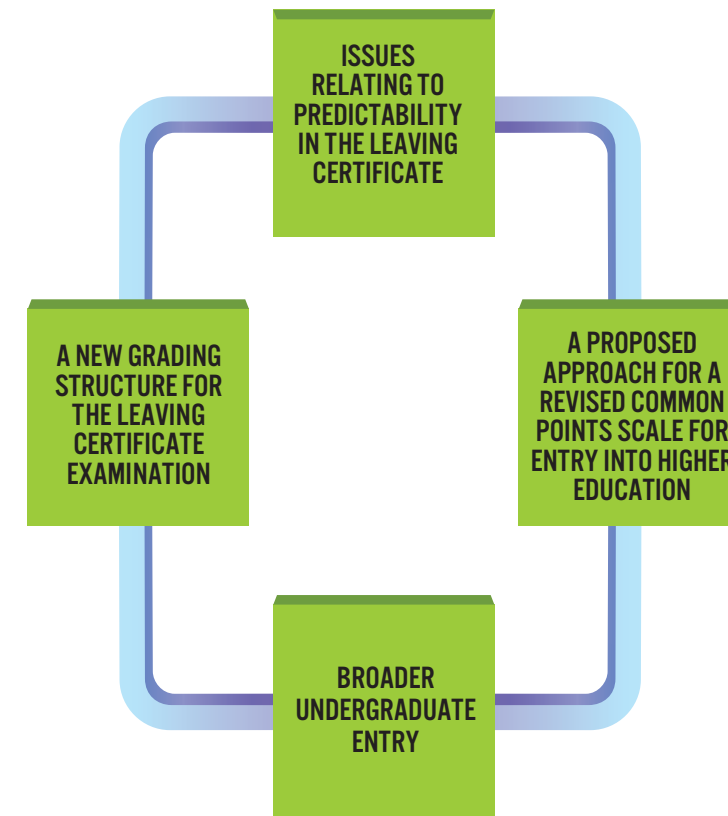 ISSUES
RELATING TO
PREDICTABILITY
IN THE LEAVING
CERTIFICATE
A NEW GRADING
STRUCTURE FOR
THE LEAVING
CERTIFICATE
EXAMINATION
A PROPOSED
APPROACH FOR A
REVISED COMMON
POINTS SCALE FOR
ENTRY INTO HIGHER
EDUCATION
BROADER
UNDERGRADUATE
ENTRY